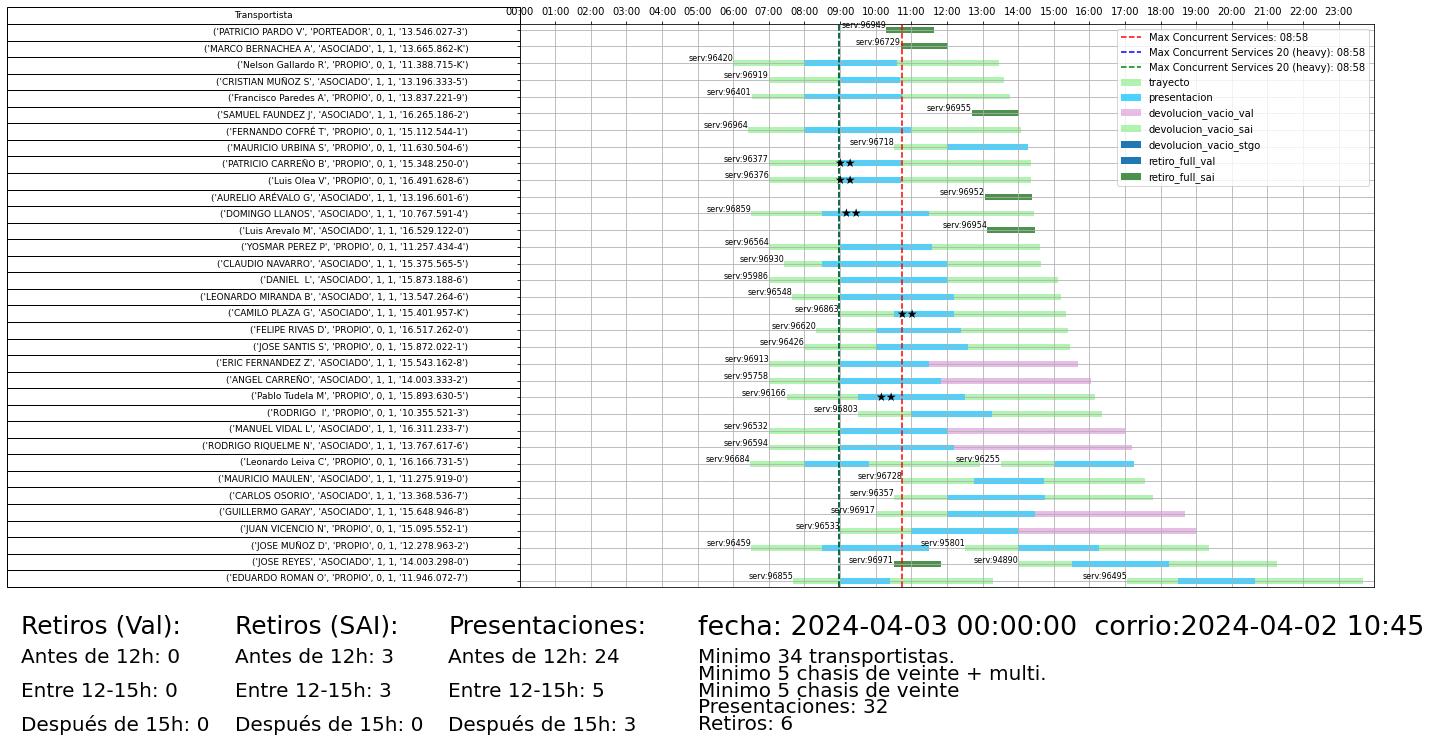 Transportista
00:00 01:00 02:00 03:00 04:00 05:00 06:00 07:00 08:00 09:00 10:00 11:00 12:00 13:00 14:00 15:00 16:00 17:00 18:00 19:00 20:00 21:00 22:00 23:00
('PATRICIO PARDO V', 'PORTEADOR', 0, 1, '13.546.027-3') serv:96949
('MARCO BERNACHEA A', 'ASOCIADO', 1, 1, '13.665.862-K') serv:96729
('Nelson Gallardo R', 'PROPIO', 0, 1, '11.388.715-K') serv:96420
('CRISTIAN MUÑOZ S', 'ASOCIADO', 1, 1, '13.196.333-5') serv:96919
('Francisco Paredes A', 'PROPIO', 0, 1, '13.837.221-9') serv:96401
('SAMUEL FAUNDEZ J', 'ASOCIADO', 1, 1, '16.265.186-2') serv:96955
('FERNANDO COFRÉ T', 'PROPIO', 0, 1, '15.112.544-1') serv:96964
('MAURICIO URBINA S', 'PROPIO', 0, 1, '11.630.504-6') serv:96718
('PATRICIO CARREÑO B', 'PROPIO', 0, 1, '15.348.250-0') serv:96377
('Luis Olea V', 'PROPIO', 0, 1, '16.491.628-6') serv:96376
('AURELIO ARÉVALO G', 'ASOCIADO', 1, 1, '13.196.601-6') serv:96952
('DOMINGO LLANOS', 'ASOCIADO', 1, 1, '10.767.591-4') serv:96859
('Luis Arevalo M', 'ASOCIADO', 1, 1, '16.529.122-0') serv:96954
('YOSMAR PEREZ P', 'PROPIO', 0, 1, '11.257.434-4') serv:96564
('CLAUDIO NAVARRO', 'ASOCIADO', 1, 1, '15.375.565-5') serv:96930
('DANIEL  L', 'ASOCIADO', 1, 1, '15.873.188-6') serv:95986
('LEONARDO MIRANDA B', 'ASOCIADO', 1, 1, '13.547.264-6') serv:96548
('CAMILO PLAZA G', 'ASOCIADO', 1, 1, '15.401.957-K') serv:96863
('FELIPE RIVAS D', 'PROPIO', 0, 1, '16.517.262-0') serv:96620
('JOSE SANTIS S', 'PROPIO', 0, 1, '15.872.022-1') serv:96426
('ERIC FERNANDEZ Z', 'ASOCIADO', 1, 1, '15.543.162-8') serv:96913
('ANGEL CARREÑO', 'ASOCIADO', 1, 1, '14.003.333-2') serv:95758
('Pablo Tudela M', 'PROPIO', 0, 1, '15.893.630-5') serv:96166
('RODRIGO  I', 'PROPIO', 0, 1, '10.355.521-3') serv:95803
('MANUEL VIDAL L', 'ASOCIADO', 1, 1, '16.311.233-7') serv:96532
('RODRIGO RIQUELME N', 'ASOCIADO', 1, 1, '13.767.617-6') serv:96594
('Leonardo Leiva C', 'PROPIO', 0, 1, '16.166.731-5') serv:96684 serv:96255
('MAURICIO MAULEN', 'ASOCIADO', 1, 1, '11.275.919-0') serv:96728
('CARLOS OSORIO', 'ASOCIADO', 1, 1, '13.368.536-7') serv:96357
('GUILLERMO GARAY', 'ASOCIADO', 1, 1, '15.648.946-8') serv:96917
('JUAN VICENCIO N', 'PROPIO', 0, 1, '15.095.552-1') serv:96533
('JOSE MUÑOZ D', 'PROPIO', 0, 1, '12.278.963-2') serv:96459 serv:95801
('JOSE REYES', 'ASOCIADO', 1, 1, '14.003.298-0') serv:96971 serv:94890
('EDUARDO ROMAN O', 'PROPIO', 0, 1, '11.946.072-7') serv:96855 serv:96495
Max Concurrent Services: 08:58
Max Concurrent Services 20 (heavy): 08:58
Max Concurrent Services 20 (heavy): 08:58
trayecto
presentacion
devolucion_vacio_val
devolucion_vacio_sai
devolucion_vacio_stgo
retiro_full_val
retiro_full_sai
Retiros (Val):
Antes de 12h: 0
Entre 12-15h: 0
Después de 15h: 0
Retiros (SAI):
Antes de 12h: 3
Entre 12-15h: 3
Después de 15h: 0
Presentaciones:
Antes de 12h: 24
Entre 12-15h: 5
Después de 15h: 3
fecha: 2024-04-03 00:00:00  corrio:2024-04-02 10:45
Minimo 34 transportistas.
Minimo 5 chasis de veinte + multi.
Minimo 5 chasis de veinte
Presentaciones: 32
Retiros: 6